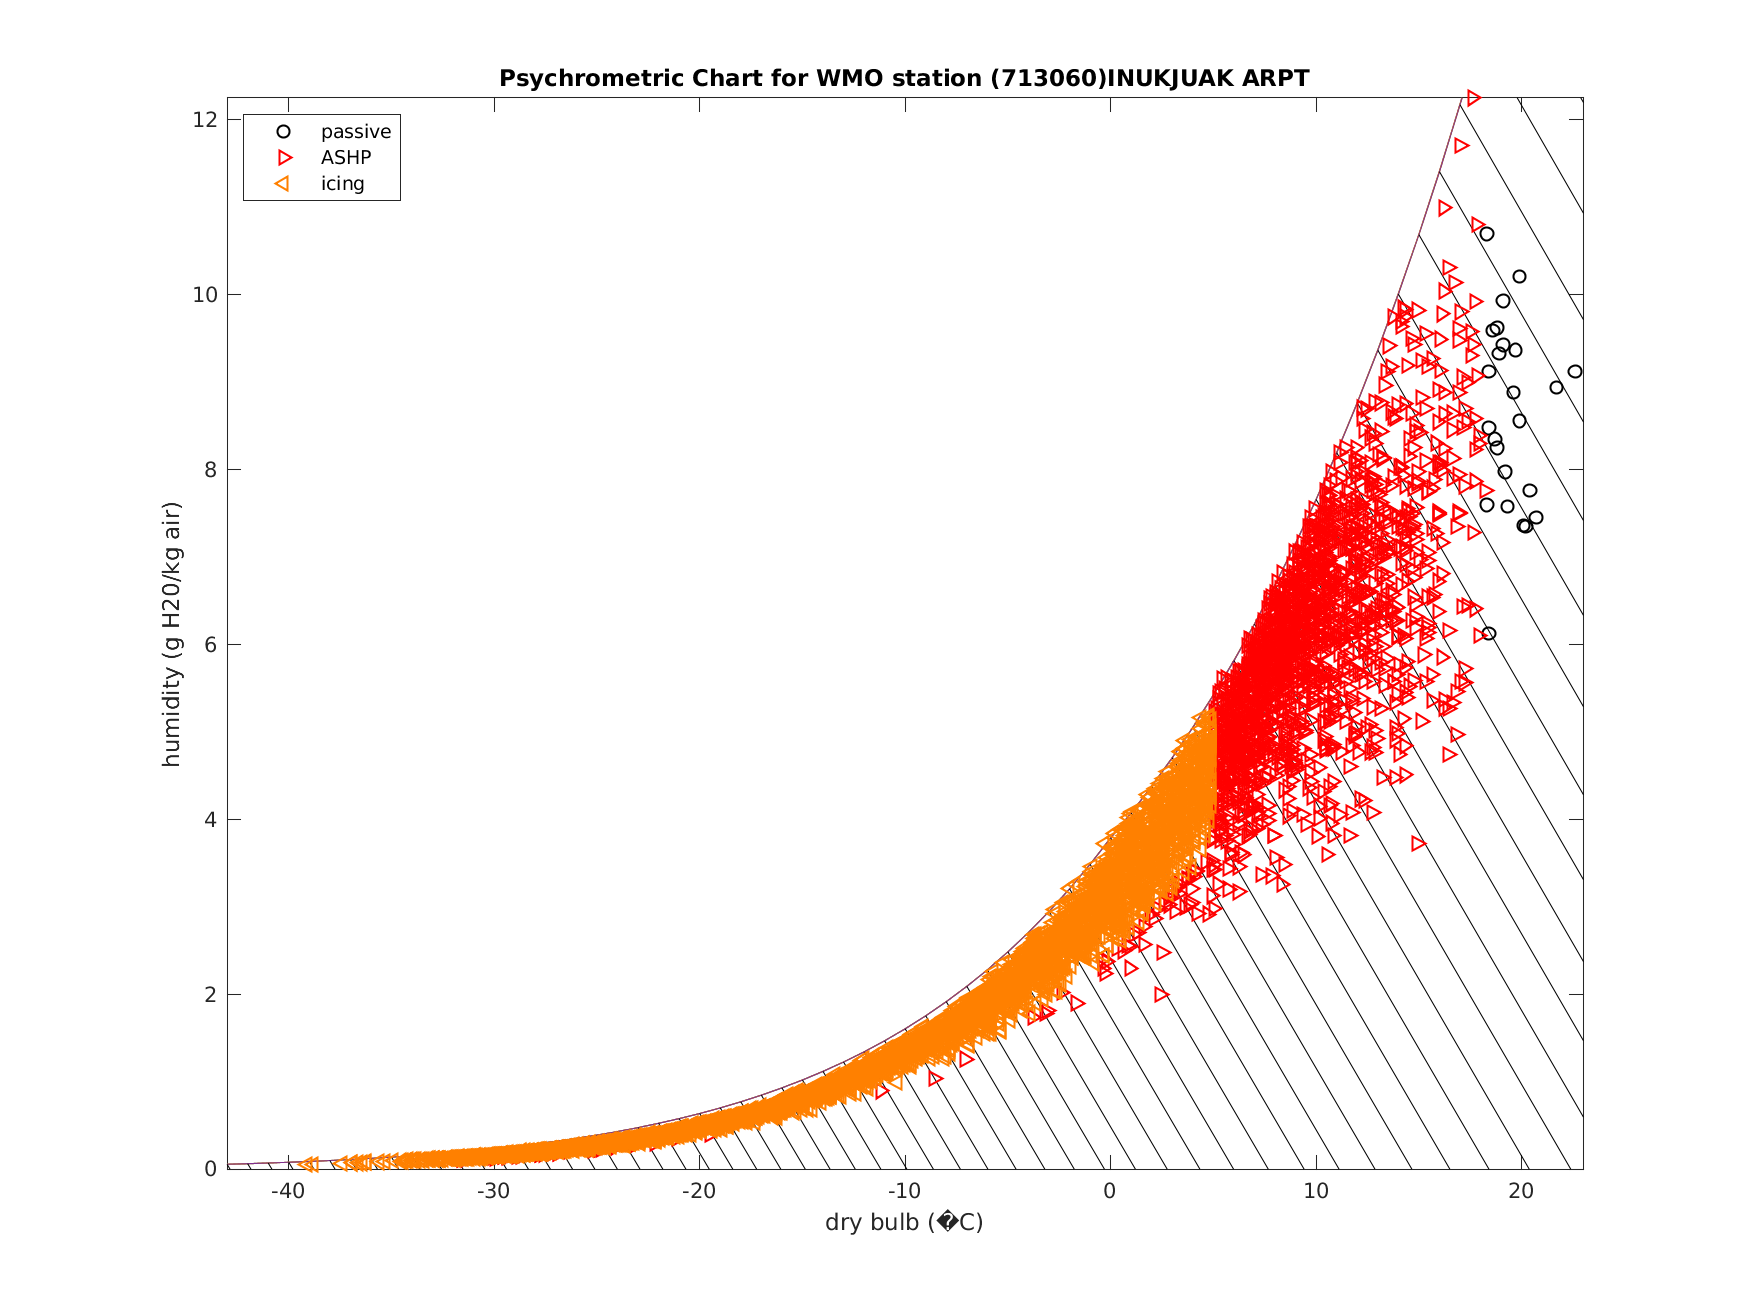 Psychrometric Chart for WMO station (713060)INUKJUAK ARPT
passive
ASHP
icing
humidity (g H20/kg air)
12
10
8
6
4
2
0
-40 -30 -20 -10 0 10 20
dry bulb (�C)